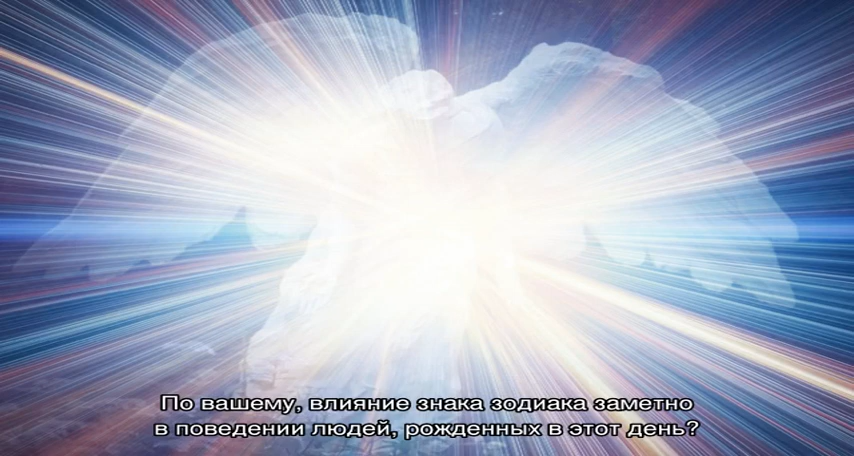 По вашему, влияние знака зодиака заметно
в поведении людей, рожденных в этот день?